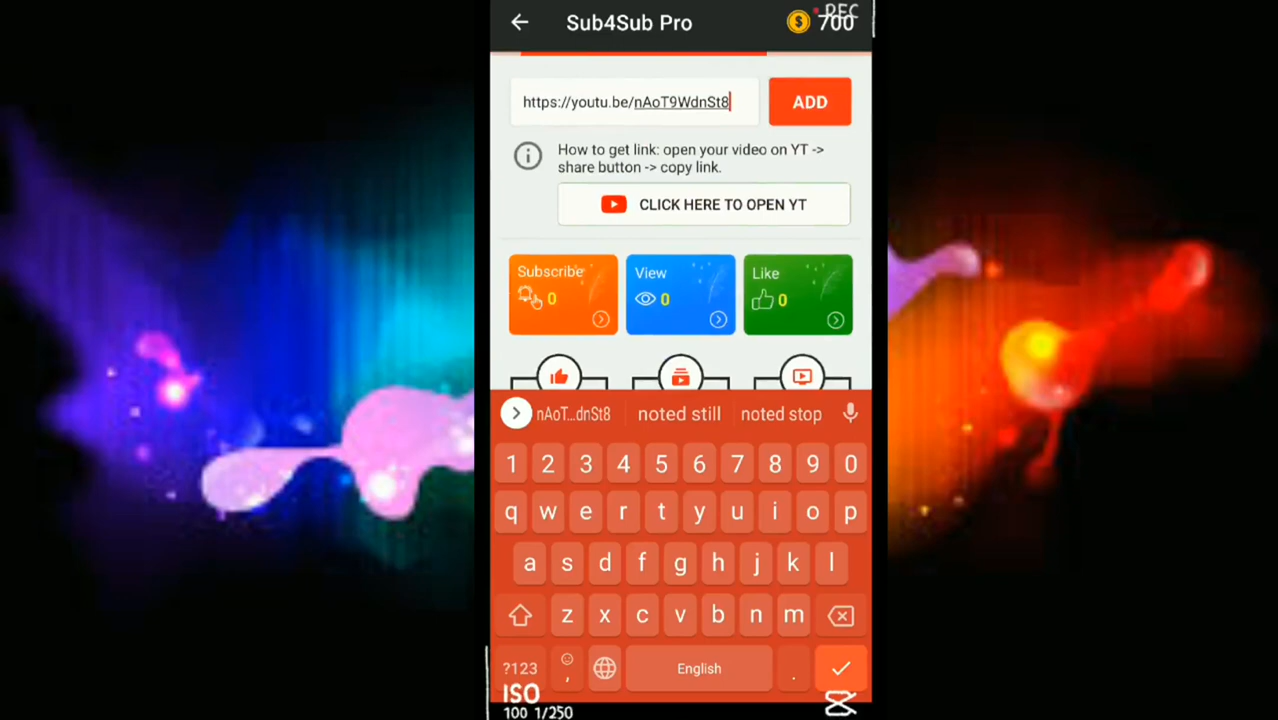 Sub4Sub Pro
700
REC
https://youtu.be/nAoT9WdnSt8
ADD
How to get link: open your video on YT ->
share button -> copy link.
CLICK HERE TO OPEN YT
Subscribe
0
View
0
Like
0
nAoT...dnSt8
noted still
noted stop
1 2 3 4 5 6 7 8 9 0
q w e r t y u i o p
a s d f g h j k l
z x c v b n m
?123
,
English
.
ISO
100 1/250